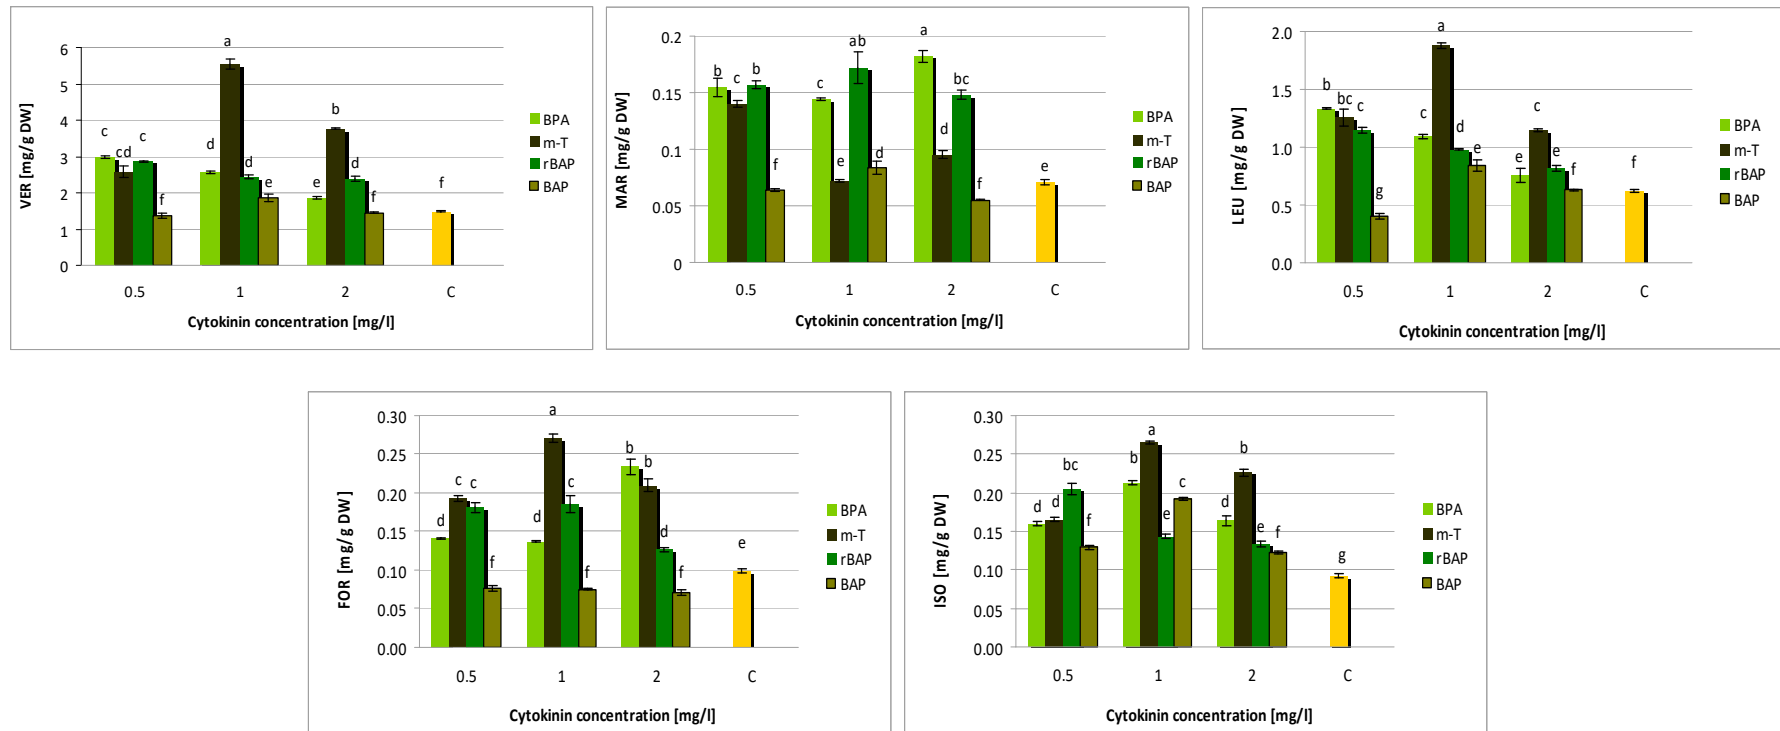 VER [mg/g DW]
6
5
4
3
2
1
0
c
cd
c
f
d
a
d
e
e
b
d
f
f
0.5 1 2 C
Cytokinin concentration [mg/l]
BPA
m-T
rBAP
BAP
MAR [mg/g DW]
0.2
0.15
0.1
0.05
0
b
c
b
f
c
e
ab
d
a
d
bc
f
e
0.5 1 2 C
Cytokinin concentration [mg/l]
BPA
m-T
rBAP
BAP
LEU [mg/g DW]
2.0
1.5
1.0
0.5
0.0
b
bc
c
g
c
a
d
e
e
c
e
f
f
0.5 1 2 C
Cytokinin concentration [mg/l]
BPA
m-T
rBAP
BAP
FOR [mg/g DW]
0.30
0.25
0.20
0.15
0.10
0.05
0.00
d
c
c
f
d
a
c
f
b
b
d
f
e
0.5 1 2 C
Cytokinin concentration [mg/l]
BPA
m-T
rBAP
BAP
ISO [mg/g DW]
0.30
0.25
0.20
0.15
0.10
0.05
0.00
d
d
bc
f
b
a
e
c
d
b
e
f
g
0.5 1 2 C
Cytokinin concentration [mg/l]
BPA
m-T
rBAP
BAP